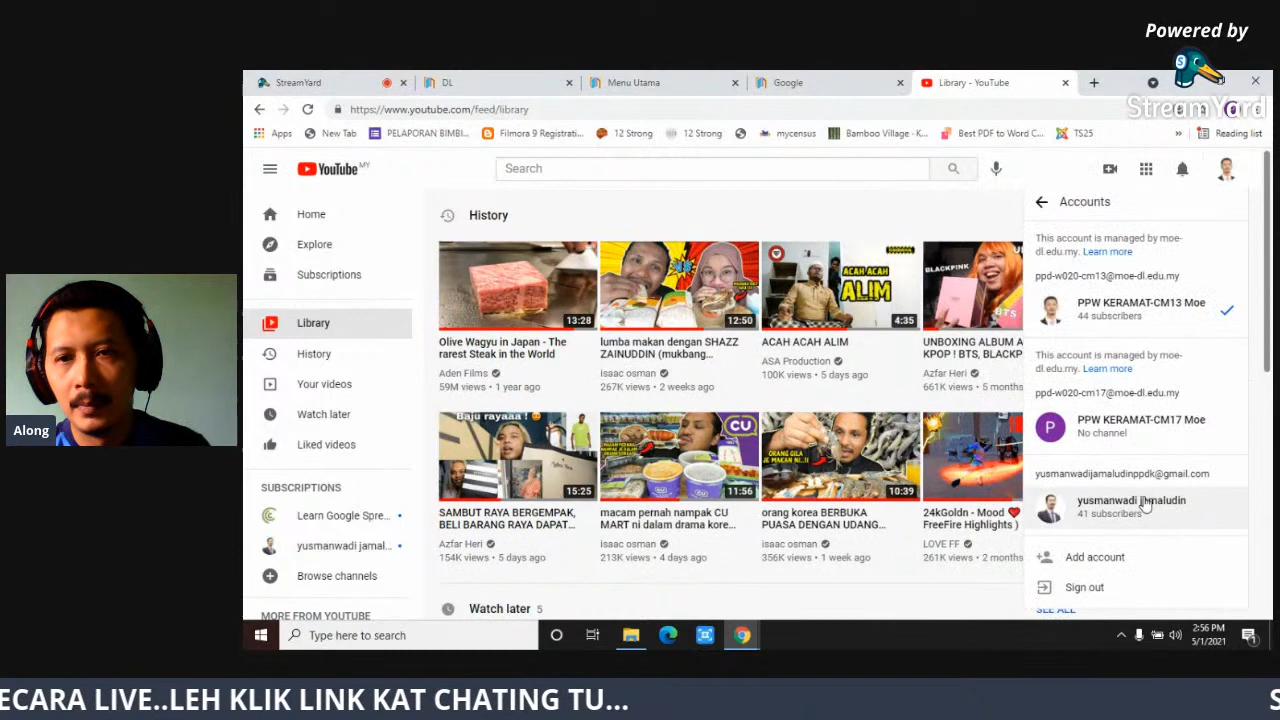 Powered by
StreamYard
StreamYard
DL
Menu Utama
Google
Library - YouTube
https://www.youtube.com/feed/library
Apps
New Tab
PELAPORAN BIMBI...
Filmora 9 Registrati...
12 Strong
12 Strong
mycensus
Bamboo Village - K...
Best PDF to Word C...
TS25
»
Reading list
YouTube MY
Search
Home
Explore
Subscriptions
Library
History
Your videos
Watch later
Liked videos
SUBSCRIPTIONS
Learn Google Spre...
yusmanwadi jamal...
Browse channels
MORE FROM YOUTUBE
History
13:28
Olive Wagyu in Japan - The
rarest Steak in the World
Aden Films
59M views • 1 year ago
VS
12:50
lumba makan dengan SHAZZ
ZAINUDDIN (mukbang...
isaac osman
267K views • 2 weeks ago
ACAH ACAH
ALIM
4:35
ACAH ACAH ALIM
ASA Production
100K views • 5 days ago
BLACKPINK
UNBOXING ALBUM A
KPOP ! BTS, BLACKP
Azfar Heri
661K views • 5 months
Baju rayaaa !
15:25
SAMBUT RAYA BERGEMPAK,
BELI BARANG RAYA DAPAT...
Azfar Heri
154K views • 5 days ago
CU
11:56
macam pernah nampak CU
MART ni dalam drama kore...
isaac osman
213K views • 2 days ago
ORANG GILA
JE MAKAN NI..!!
10:39
orang korea BERBUKA
PUASA DENGAN UDANG...
isaac osman
356K views • 1 week ago
24kGoldn - Mood
FreeFire Highlights )
LOVE FF
261K views • 2 months
Watch later 5
SEE ALL
Accounts
This account is managed by moe-
dl.edu.my. Learn more
ppd-w020-cm13@moe-dl.edu.my
PPW KERAMAT-CM13 Moe
44 subscribers
This account is managed by moe-
dl.edu.my. Learn more
ppd-w020-cm17@moe-dl.edu.my
P
PPW KERAMAT-CM17 Moe
No channel
yusmanwadijamaludinppdk@gmail.com
yusmanwadi jamaludin
41 subscribers
Add account
Sign out
Along
Type here to search
2:56 PM
5/1/2021
ECARA LIVE..LEH KLIK LINK KAT CHATING TU...
S